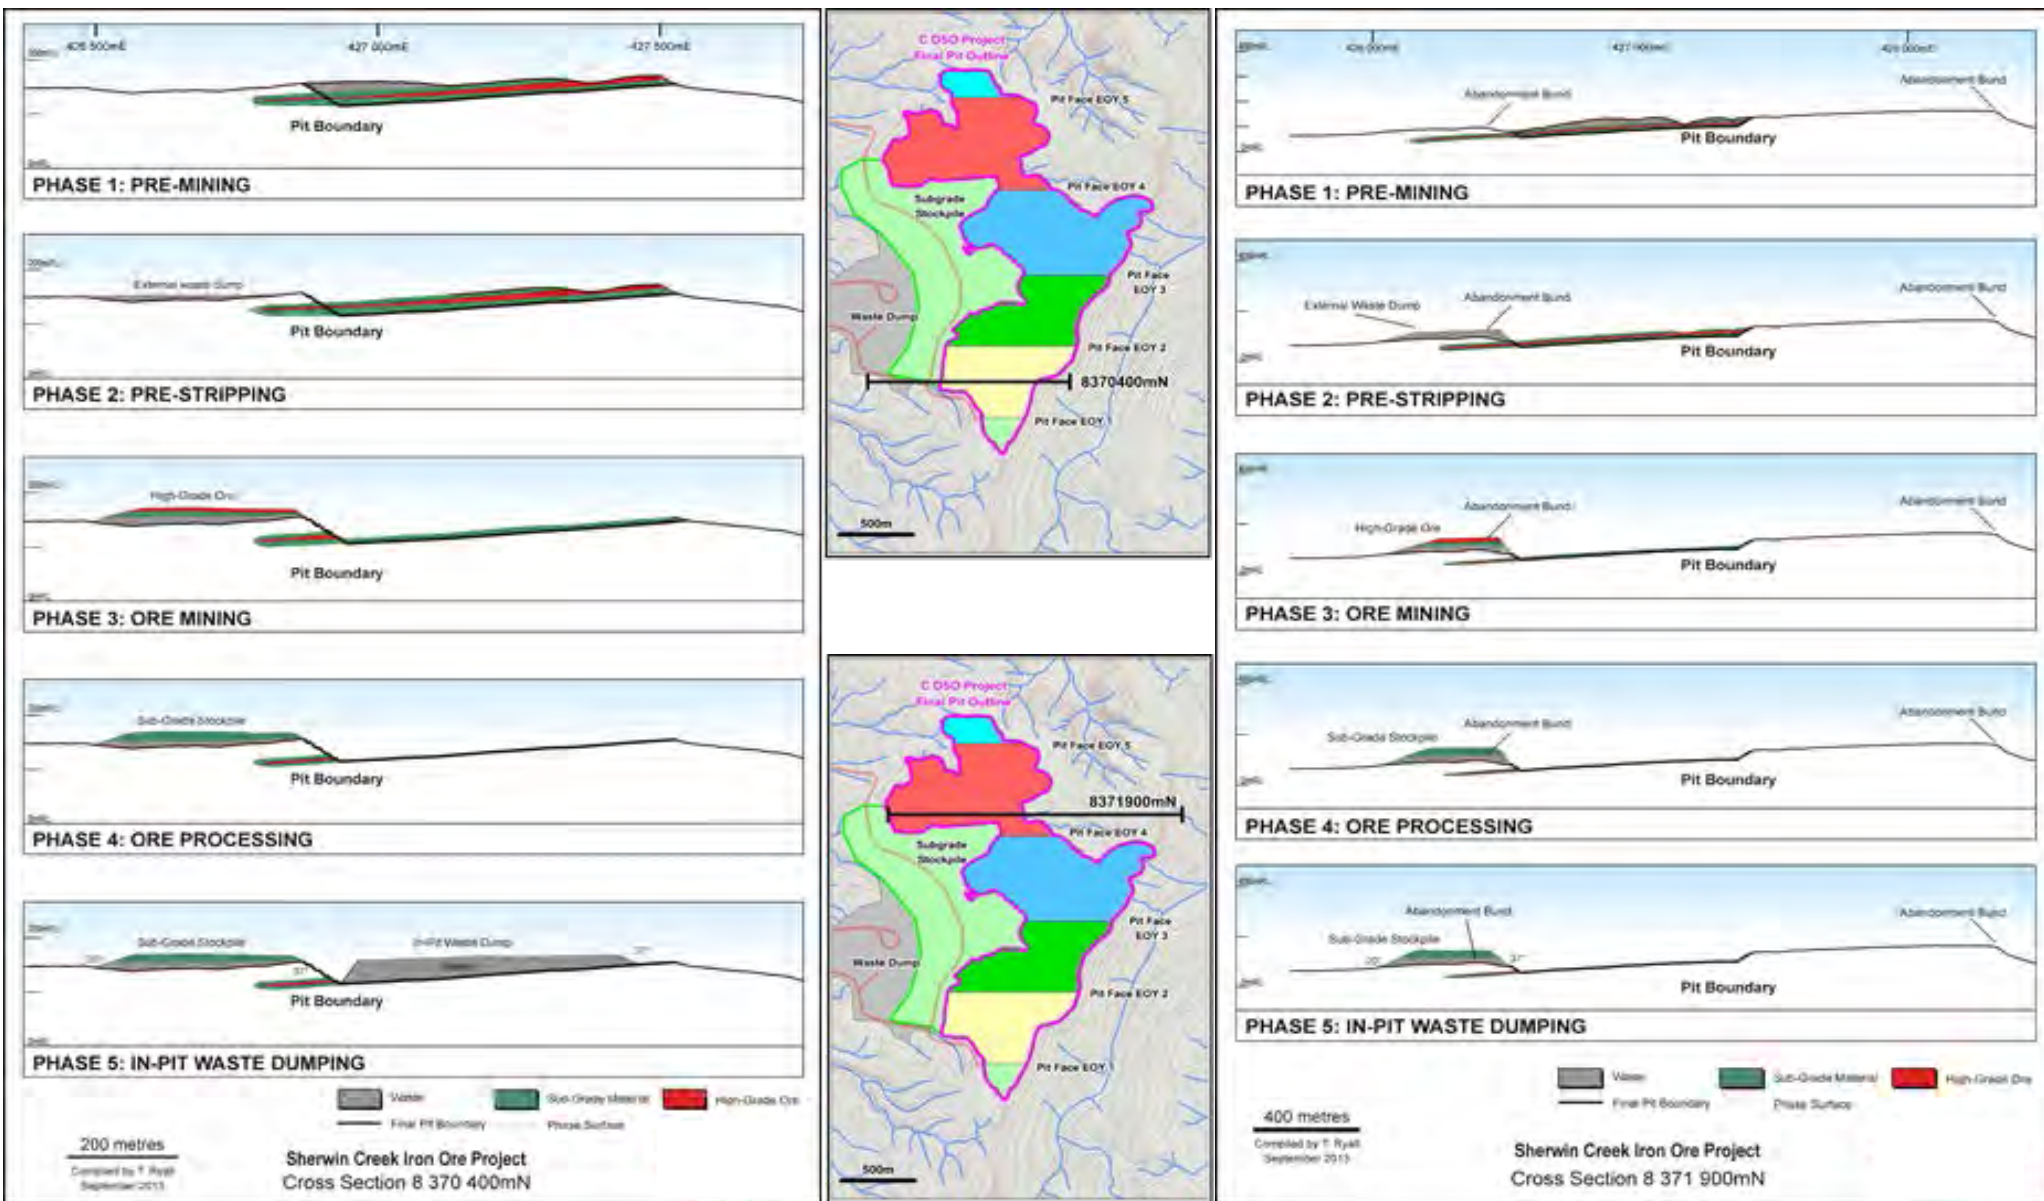 427 000mE
Pit Boundary
PHASE 1: PRE-MINING
External waste dump
Pit Boundary
PHASE 2: PRE-STRIPPING
High-Grade Ore
Pit Boundary
PHASE 3: ORE MINING
Sub-Grade Stockpile
Pit Boundary
PHASE 4: ORE PROCESSING
Sub-Grade Stockpile
In-Pit Waste Dump
Pit Boundary
PHASE 5: IN-PIT WASTE DUMPING
Sub-Grade Material
High-Grade Ore
Final Pit Boundary
Phase Surface
200 metres
Compiled by T. Ryall
September 2013
Sherwin Creek Iron Ore Project
Cross Section 8 370 400mN
C DSO Project
Final Pit Outline
Pit Face EOY 5
Pit Face EOY 4
Subgrade
Stockpile
Pit Face
EOY 3
Waste Dump
Pit Face EOY 2
8370400mN
Pit Face EOY 1
500m
C DSO Project
Final Pit Outline
Pit Face EOY 5
8371900mN
Pit Face EOY 4
Subgrade
Stockpile
Pit Face
EOY 3
Waste Dump
Pit Face EOY 2
Pit Face EOY 1
500m
Abandonment Bund
Abandonment Bund
Pit Boundary
PHASE 1: PRE-MINING
Abandonment Bund
External Waste Dump
Abandonment Bund
Pit Boundary
PHASE 2: PRE-STRIPPING
Abandonment Bund
Abandonment Bund
High-Grade Ore
Pit Boundary
PHASE 3: ORE MINING
Abandonment Bund
Abandonment Bund
Sub-Grade Stockpile
Pit Boundary
PHASE 4: ORE PROCESSING
Abandonment Bund
Abandonment Bund
Sub-Grade Stockpile
Pit Boundary
PHASE 5: IN-PIT WASTE DUMPING
Sub-Grade Material
High-Grade Ore
Final Pit Boundary
Phase Surface
400 metres
Compiled by T. Ryall
September 2013
Sherwin Creek Iron Ore Project
Cross Section 8 371 900mN